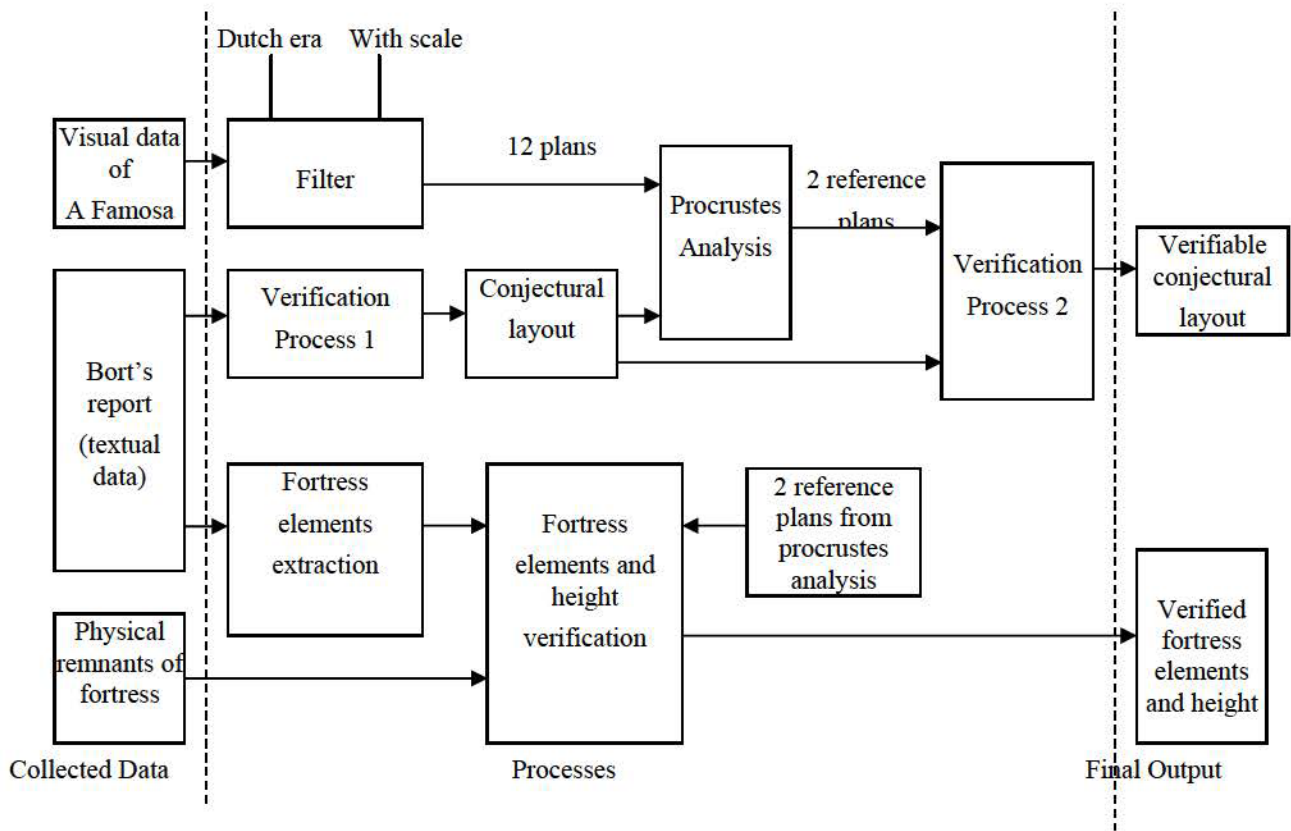 Dutch era
With scale
Visual data
of
A Famosa
Filter
12 plans
Procrustes
Analysis
2 reference
plans
Verification
Process 2
Verifiable
conjectural
layout
Bort’s
report
(textual
data)
Verification
Process 1
Conjectural
layout
Fortress
elements
extraction
Fortress
elements and
height
verification
2 reference
plans from
procrustes
analysis
Physical
remnants of
fortress
Verified
fortress
elements
and height
Collected Data
Processes
Final Output